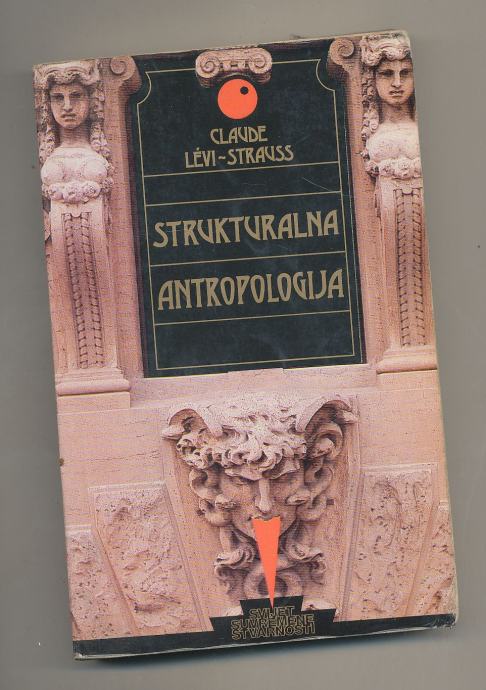 CLAUDE
LÉVI~STRAUSS
STRUKTURALNA
ANTROPOLOGIJA
SVIJET
SUVREMENE
STVARNOSTI